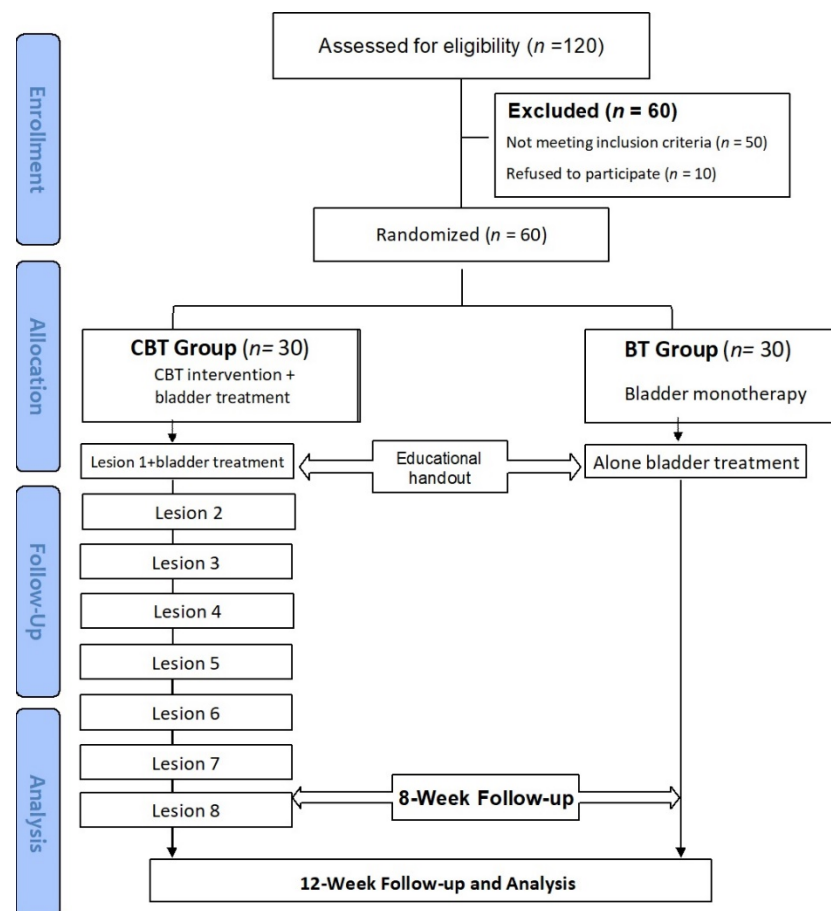 Enrollment
Assessed for eligibility (n =120)
Excluded (n = 60)
Not meeting inclusion criteria (n = 50)
Refused to participate (n = 10)
Randomized (n = 60)
Allocation
CBT Group (n= 30)
CBT intervention +
bladder treatment
BT Group (n= 30)
Bladder monotherapy
Lesion 1+bladder treatment
Educational
handout
Alone bladder treatment
Follow-Up
Lesion 2
Lesion 3
Lesion 4
Lesion 5
Analysis
Lesion 6
Lesion 7
Lesion 8
8-Week Follow-up
12-Week Follow-up and Analysis